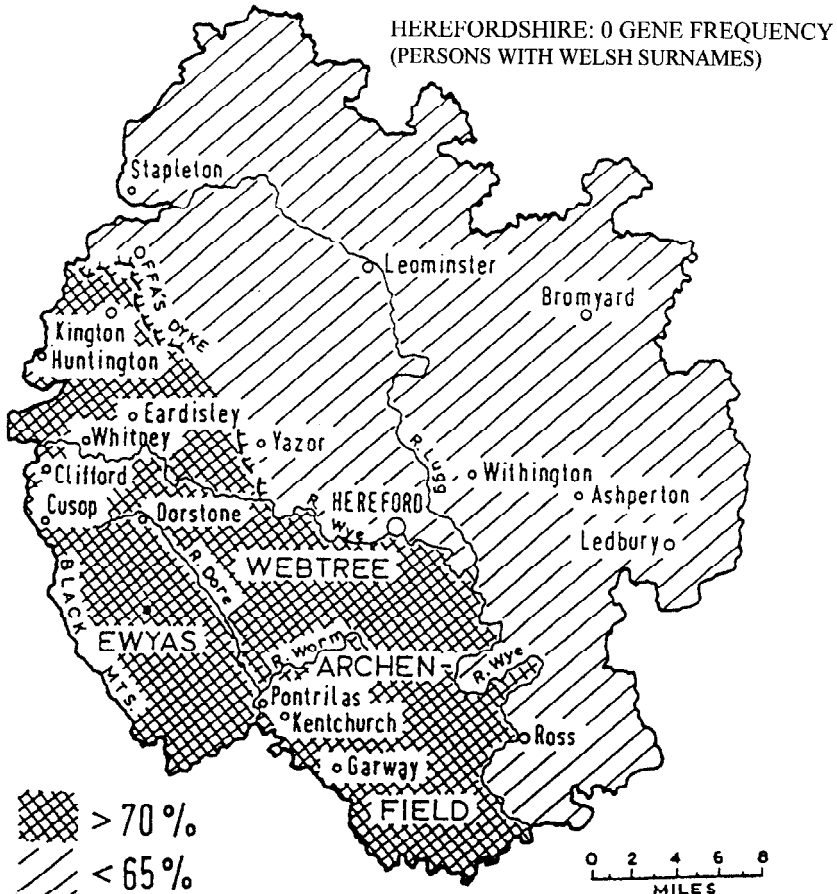 HEREFORDSHIRE: 0 GENE FREQUENCY
(PERSONS WITH WELSH SURNAMES)
Stapleton
OFFA'S DYKE
Leominster
Bromyard
Kington
Huntington
Eardisley
Whitney
Yazor
R. Lugg
Clifford
Withington
Cusop
Dorstone
R. Wye
HEREFORD
Ashperton
Ledbury
WEBTREE
BLACK MTS.
R. Dore
EWYAS
R. Worm
ARCHEN-
R. Wye
Pontrilas
Kentchurch
Ross
Garway
FIELD
> 70 %
< 65 %
0 2 4 6 8
MILES